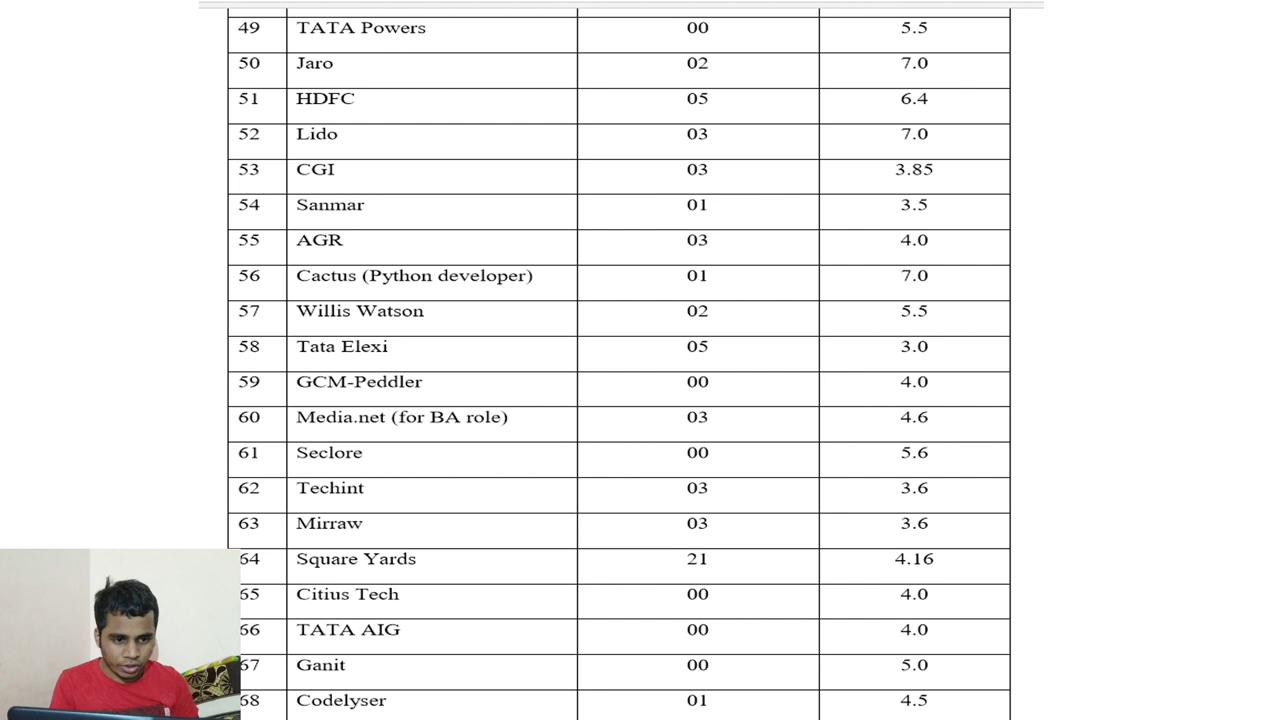 49 TATA Powers 00 5.5
50 Jaro 02 7.0
51 HDFC 05 6.4
52 Lido 03 7.0
53 CGI 03 3.85
54 Sanmar 01 3.5
55 AGR 03 4.0
56 Cactus (Python developer) 01 7.0
57 Willis Watson 02 5.5
58 Tata Elexi 05 3.0
59 GCM-Peddler 00 4.0
60 Media.net (for BA role) 03 4.6
61 Seclore 00 5.6
62 Techint 03 3.6
63 Mirraw 03 3.6
64 Square Yards 21 4.16
65 Citius Tech 00 4.0
66 TATA AIG 00 4.0
67 Ganit 00 5.0
68 Codelyser 01 4.5